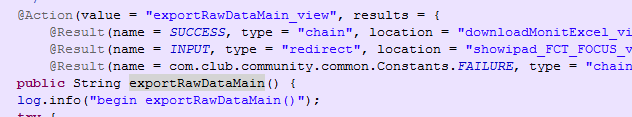 @Action(value = "exportRawDataMain_view", results = {
@Result(name = SUCCESS, type = "chain", location = "downloadMonitExcel_vi
@Result(name = INPUT, type = "redirect", location = "showipad_FCT_FOCUS_v
@Result(name = com.club.community.common.Constants.FAILURE, type = "chain
public String exportRawDataMain() {
log.info("begin exportRawDataMain()");
try {